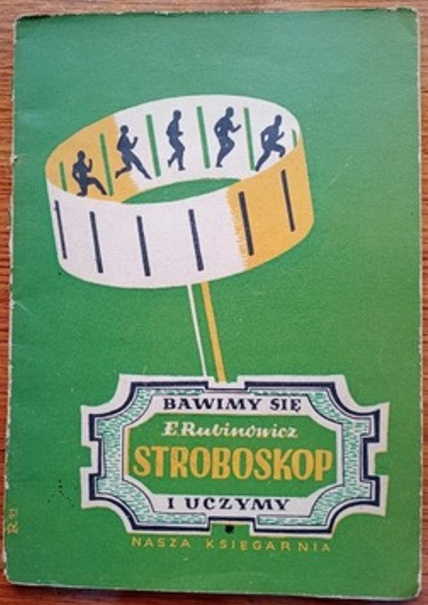 BAWIMY SIĘ
E. Rubinowicz
STROBOSKOP
I UCZYMY
NASZA KSIĘGARNIA